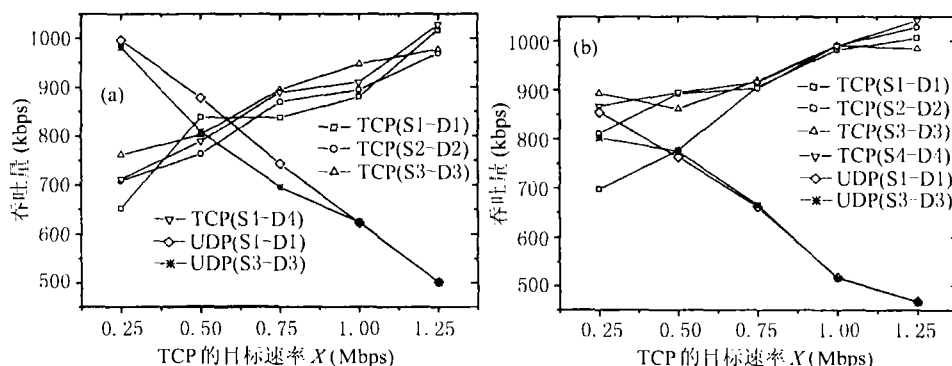 (a)
1000
900
800
700
600
500
吞吐量 (kbps)
TCP(S1-D1)
TCP(S2-D2)
TCP(S3-D3)
TCP(S4-D4)
UDP(S1-D1)
UDP(S3-D3)
0.25 0.50 0.75 1.00 1.25
TCP的目标速率 X (Mbps)
(b)
1000
900
800
700
600
500
吞吐量 (kbps)
TCP(S1-D1)
TCP(S2-D2)
TCP(S3-D3)
TCP(S4-D4)
UDP(S1-D1)
UDP(S3-D3)
0.25 0.50 0.75 1.00 1.25
TCP的目标速率 X (Mbps)